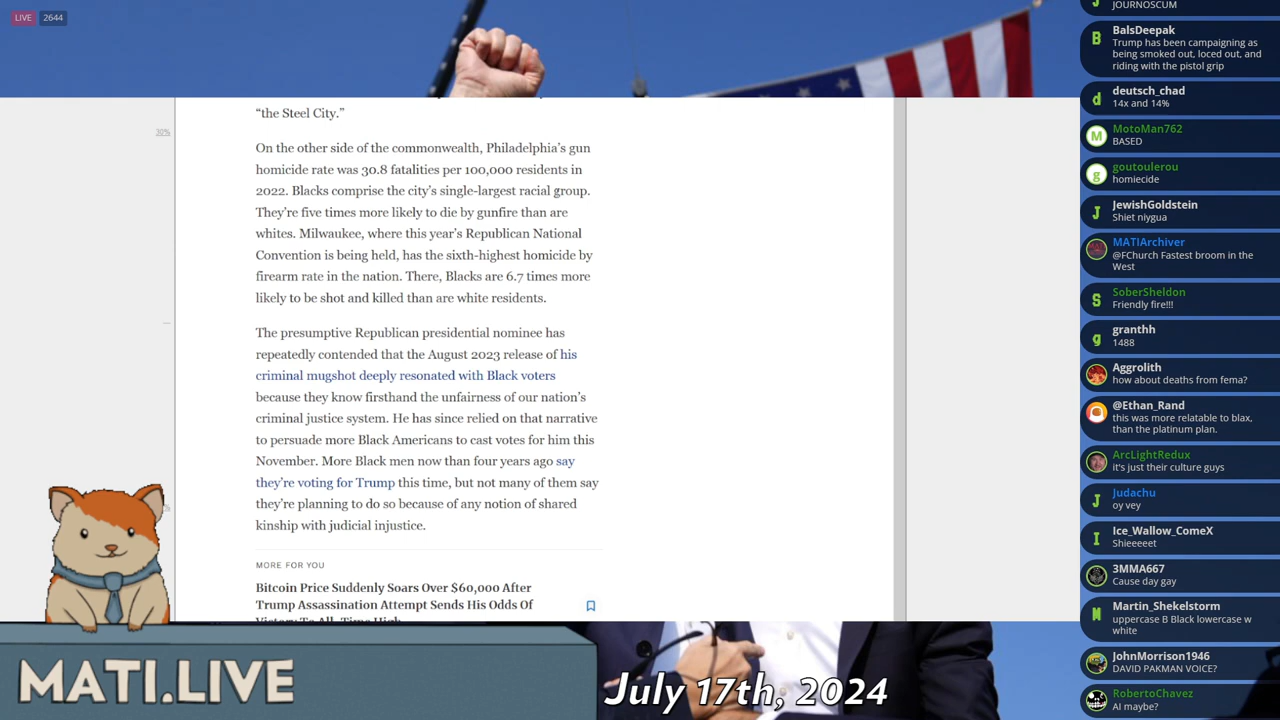 LIVE 2644
"the Steel City."
30%
On the other side of the commonwealth, Philadelphia's gun
homicide rate was 30.8 fatalities per 100,000 residents in
2022. Blacks comprise the city's single-largest racial group.
They're five times more likely to die by gunfire than are
whites. Milwaukee, where this year's Republican National
Convention is being held, has the sixth-highest homicide by
firearm rate in the nation. There, Blacks are 6.7 times more
likely to be shot and killed than are white residents.
The presumptive Republican presidential nominee has
repeatedly contended that the August 2023 release of his
criminal mugshot deeply resonated with Black voters
because they know firsthand the unfairness of our nation's
criminal justice system. He has since relied on that narrative
to persuade more Black Americans to cast votes for him this
November. More Black men now than four years ago say
they're voting for Trump this time, but not many of them say
they're planning to do so because of any notion of shared
kinship with judicial injustice.
MORE FOR YOU
Bitcoin Price Suddenly Soars Over $60,000 After
Trump Assassination Attempt Sends His Odds Of
Victory To All-Time High
MATI.LIVE
July 17th, 2024
JOURNOSCUM
B
BalsDeepak
Trump has been campaigning as
being smoked out, loced out, and
riding with the pistol grip
d
deutsch_chad
14x and 14%
M
MotoMan762
BASED
g
goutoulerou
homiecide
J
JewishGoldstein
Shiet niygua
MATIArchiver
@FChurch Fastest broom in the
West
S
SoberSheldon
Friendly fire!!!
g
granthh
1488
Aggrolith
how about deaths from fema?
@Ethan_Rand
this was more relatable to blax,
than the platinum plan.
ArcLightRedux
it's just their culture guys
J
Judachu
oy vey
I
Ice_Wallow_ComeX
Shieeeeet
3MMA667
Cause day gay
M
Martin_Shekelstorm
uppercase B Black lowercase w
white
JohnMorrison1946
DAVID PAKMAN VOICE?
RobertoChavez
AI maybe?